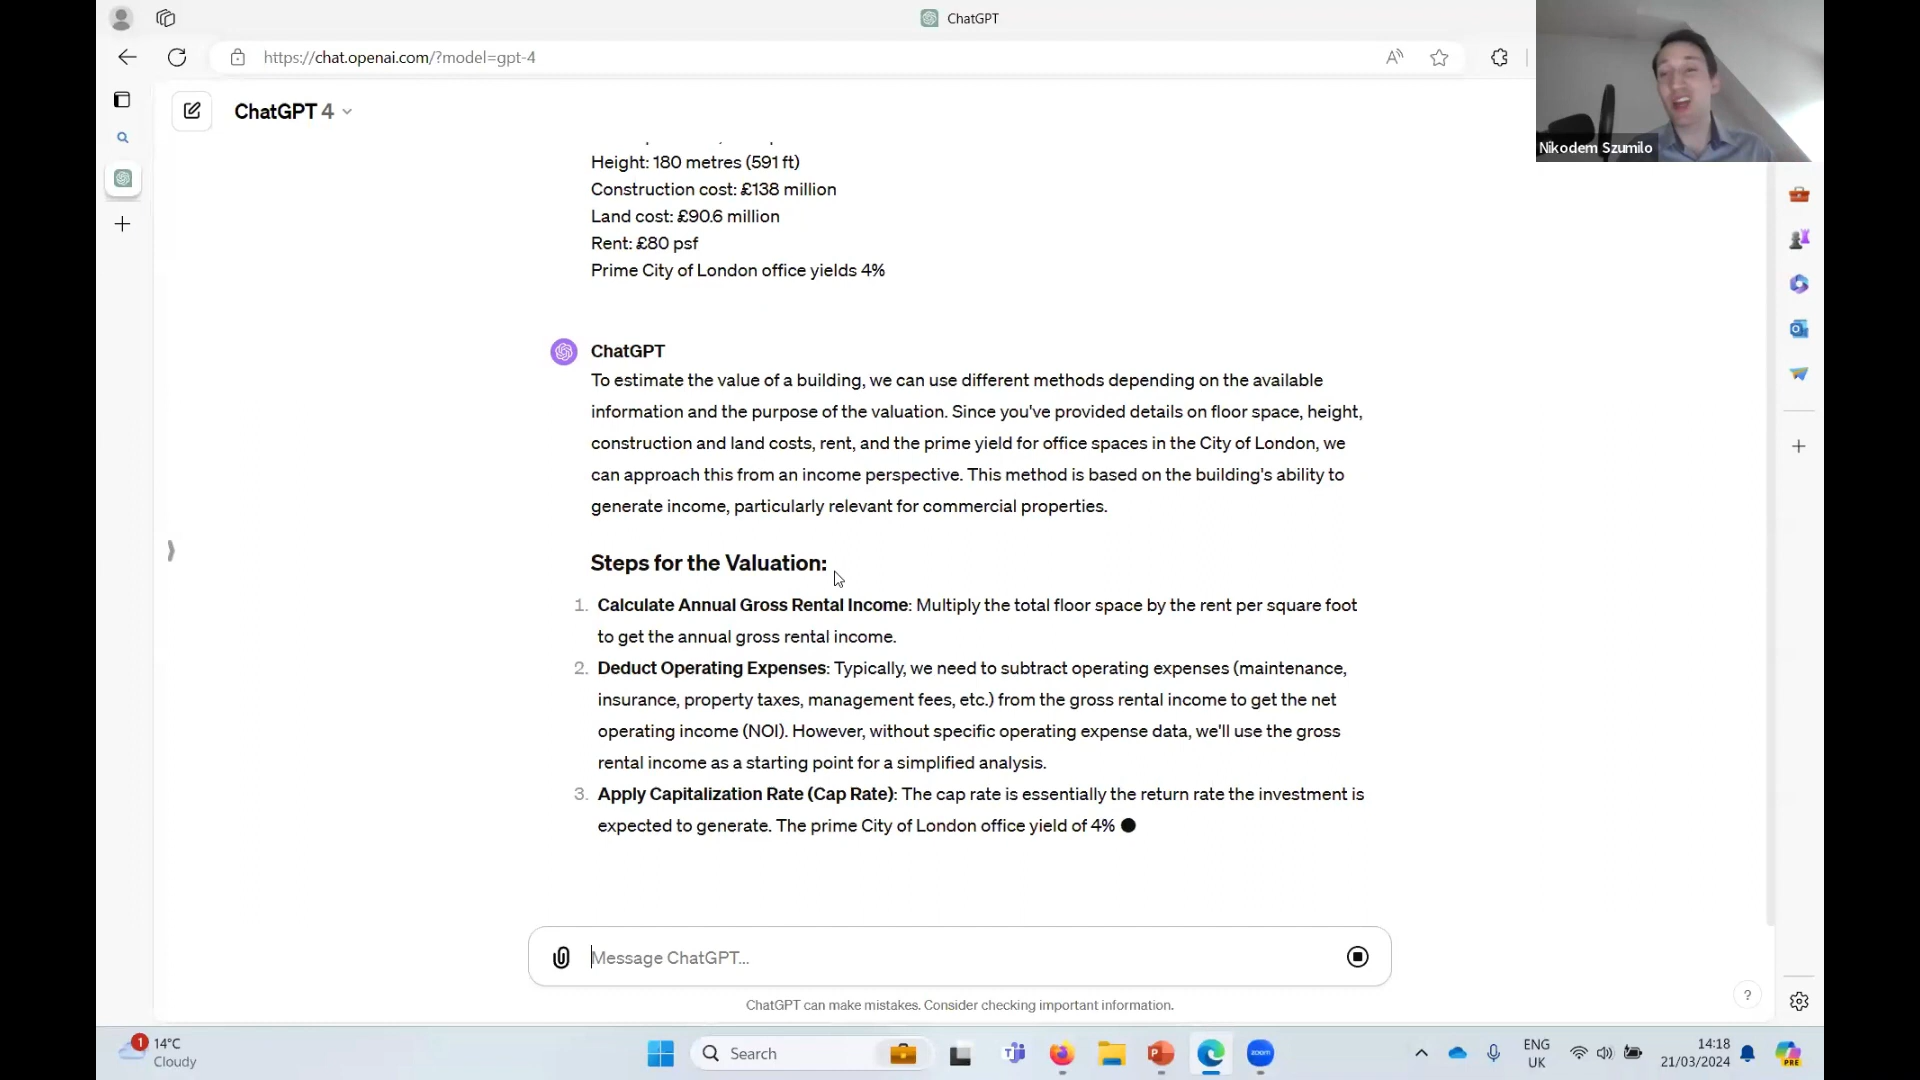 ChatGPT
https://chat.openai.com/?model=gpt-4
Nikodem Szumilo
ChatGPT 4
Height: 180 metres (591 ft)
Construction cost: £138 million
Land cost: £90.6 million
Rent: £80 psf
Prime City of London office yields 4%
ChatGPT
To estimate the value of a building, we can use different methods depending on the available
information and the purpose of the valuation. Since you've provided details on floor space, height,
construction and land costs, rent, and the prime yield for office spaces in the City of London, we
can approach this from an income perspective. This method is based on the building's ability to
generate income, particularly relevant for commercial properties.
Steps for the Valuation:
1. Calculate Annual Gross Rental Income: Multiply the total floor space by the rent per square foot
to get the annual gross rental income.
2. Deduct Operating Expenses: Typically, we need to subtract operating expenses (maintenance,
insurance, property taxes, management fees, etc.) from the gross rental income to get the net
operating income (NOI). However, without specific operating expense data, we'll use the gross
rental income as a starting point for a simplified analysis.
3. Apply Capitalization Rate (Cap Rate): The cap rate is essentially the return rate the investment is
expected to generate. The prime City of London office yield of 4%
Message ChatGPT...
ChatGPT can make mistakes. Consider checking important information.
?
1
14°C
Cloudy
Search
zoom
ENG
UK
14:18
21/03/2024
PRE